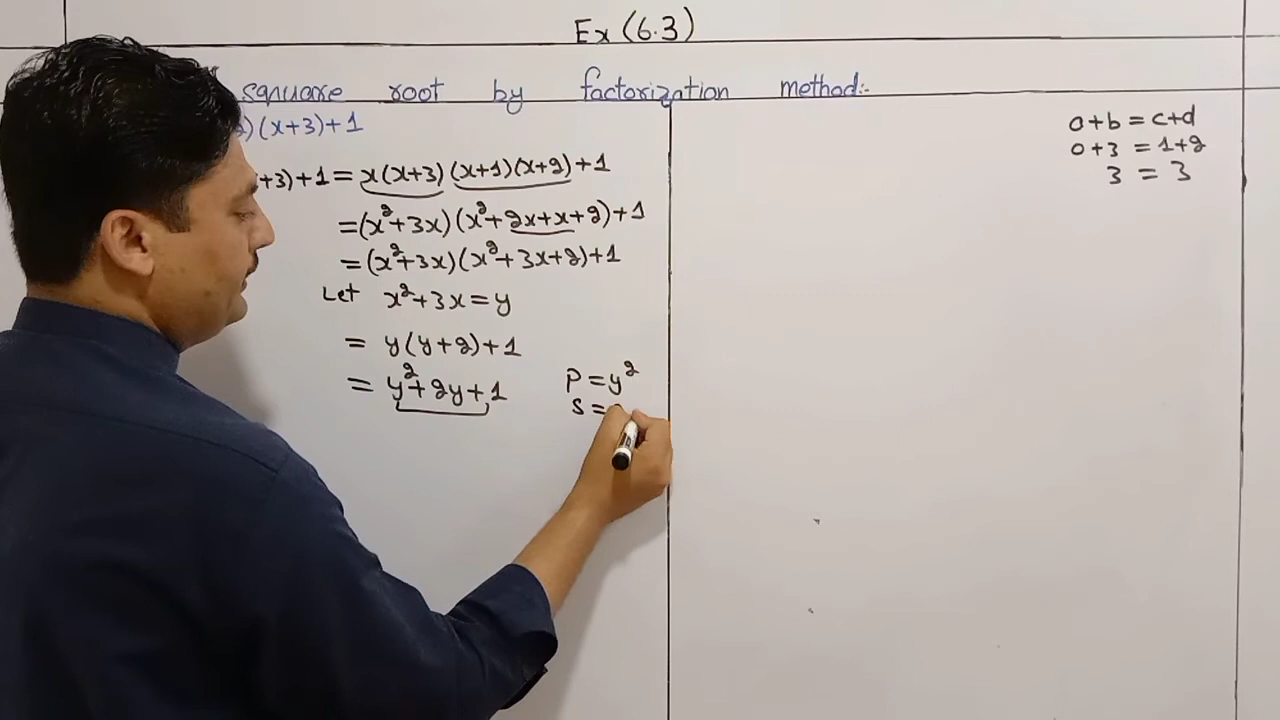 Ex (6.3)
squuare root by factorization method:-
)(x+3)+1
+3)+1 = x(x+3)(x+1)(x+2)+1
=(x²+3x)(x²+2x+x+2)+1
=(x²+3x)(x²+3x+2)+1
Let x²+3x=y
= y(y+2)+1
= y²+2y+1
P=y²
S=
a+b=c+d
0+3=1+2
3=3